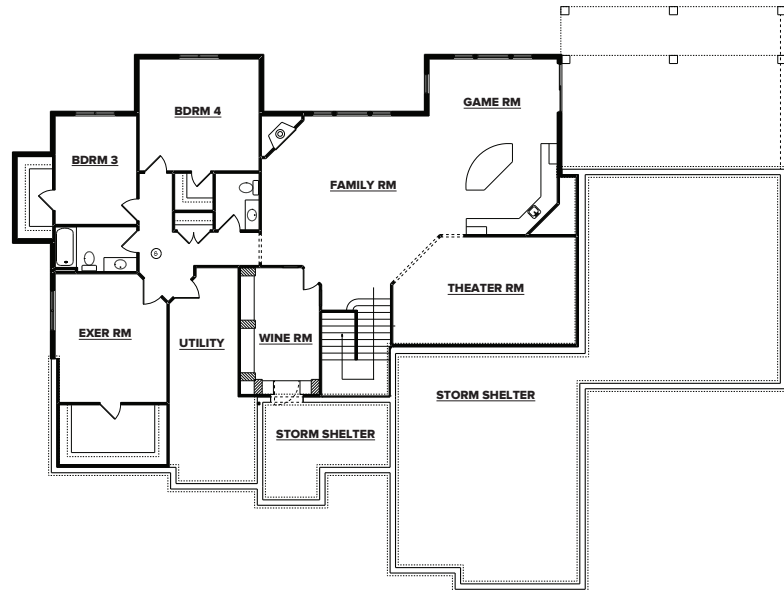 GAME RM
BDRM 4
BDRM 3
FAMILY RM
THEATER RM
EXER RM
UTILITY
WINE RM
STORM SHELTER
STORM SHELTER